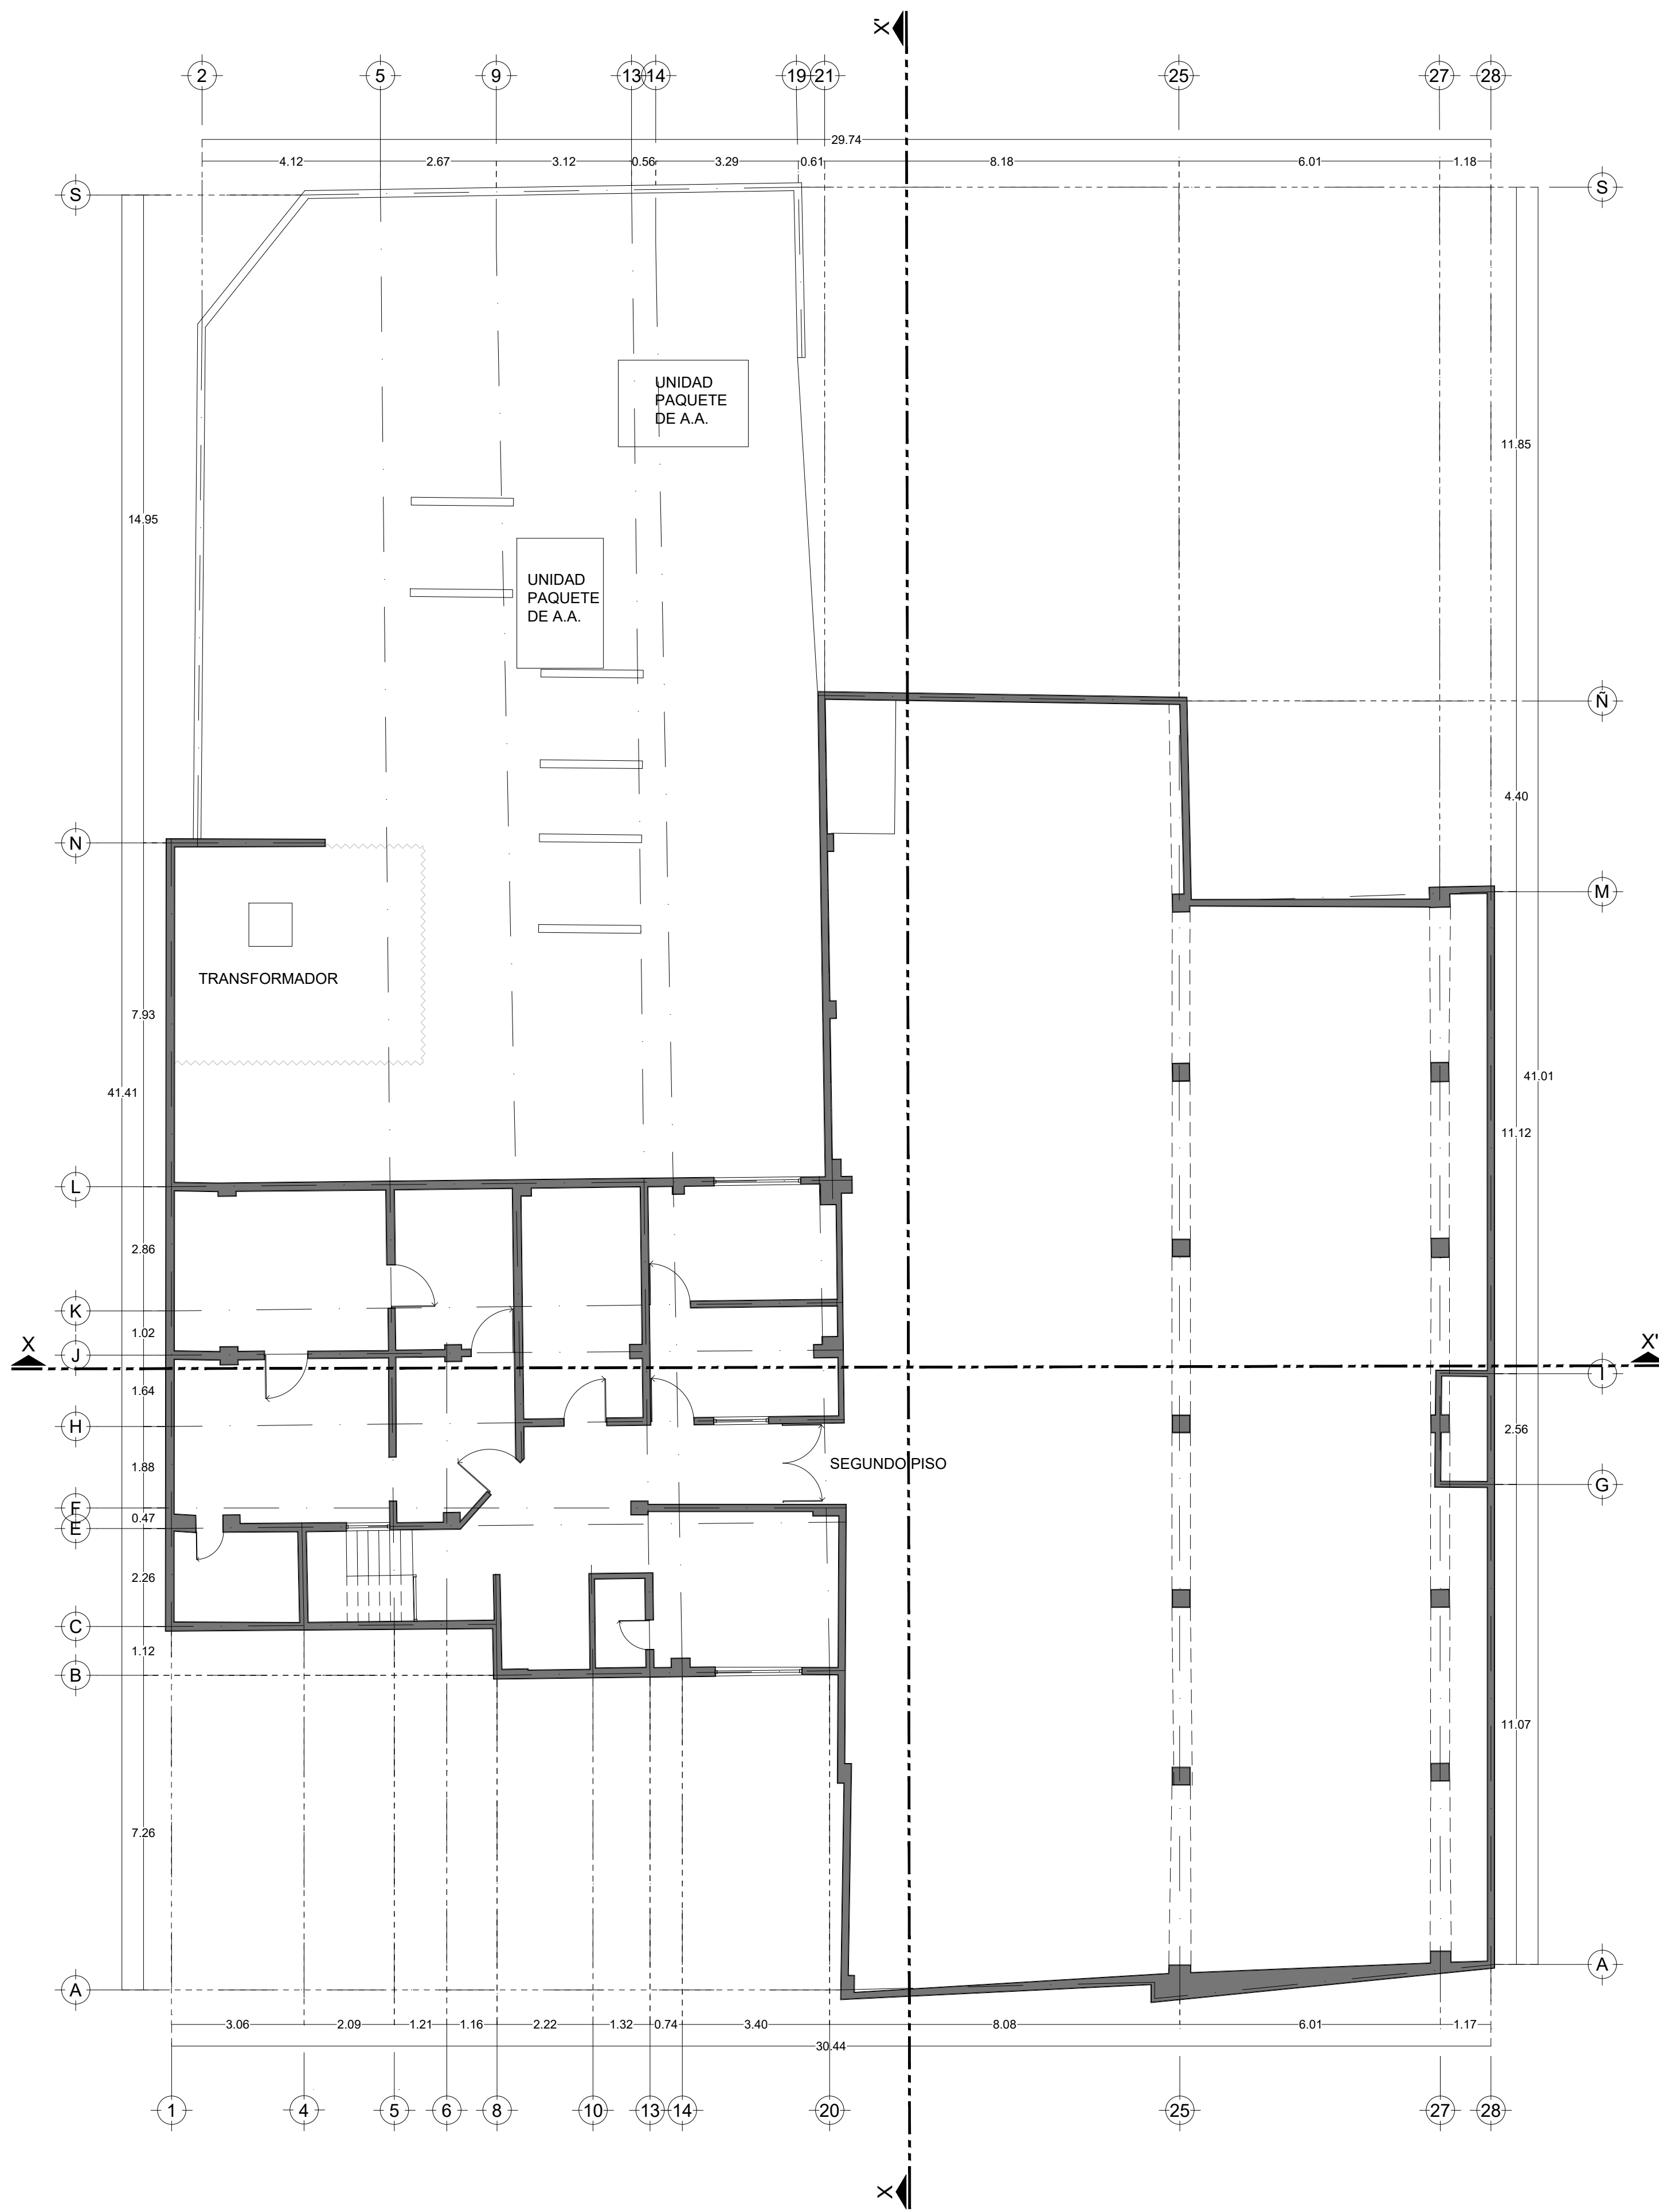 X'
2 5 9 13 14 19 21 25 27 28
29.74
4.12 2.67 3.12 0.56 3.29 0.61 8.18 6.01 1.18
S S
UNIDAD
PAQUETE
DE A.A.
11.85
14.95
UNIDAD
PAQUETE
DE A.A.
Ñ
4.40
N
M
TRANSFORMADOR
7.93
41.41
41.01
11.12
L
2.86
K
1.02
X
J
X'
I
1.64
H
2.56
SEGUNDO PISO
1.88
G
F
0.47
E
2.26
C
1.12
B
11.07
7.26
A
A
3.06 2.09 1.21 1.16 2.22 1.32 0.74 3.40 8.08 6.01 1.17
30.44
1 4 5 6 8 10 13 14 20 25 27 28
X